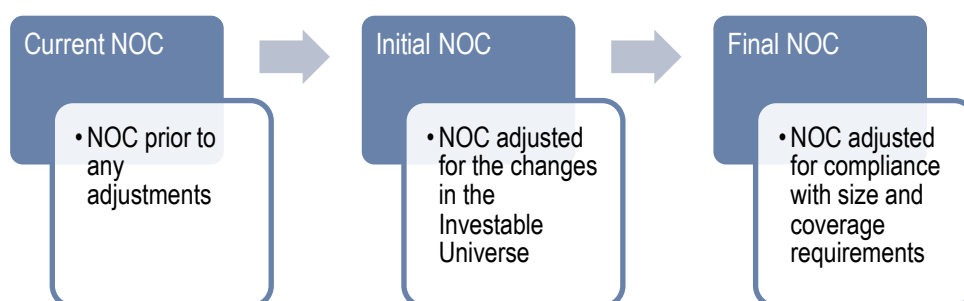 Current NOC
• NOC prior to
any
adjustments
Initial NOC
• NOC adjusted
for the changes
in the
Investable
Universe
Final NOC
• NOC adjusted
for compliance
with size and
coverage
requirements